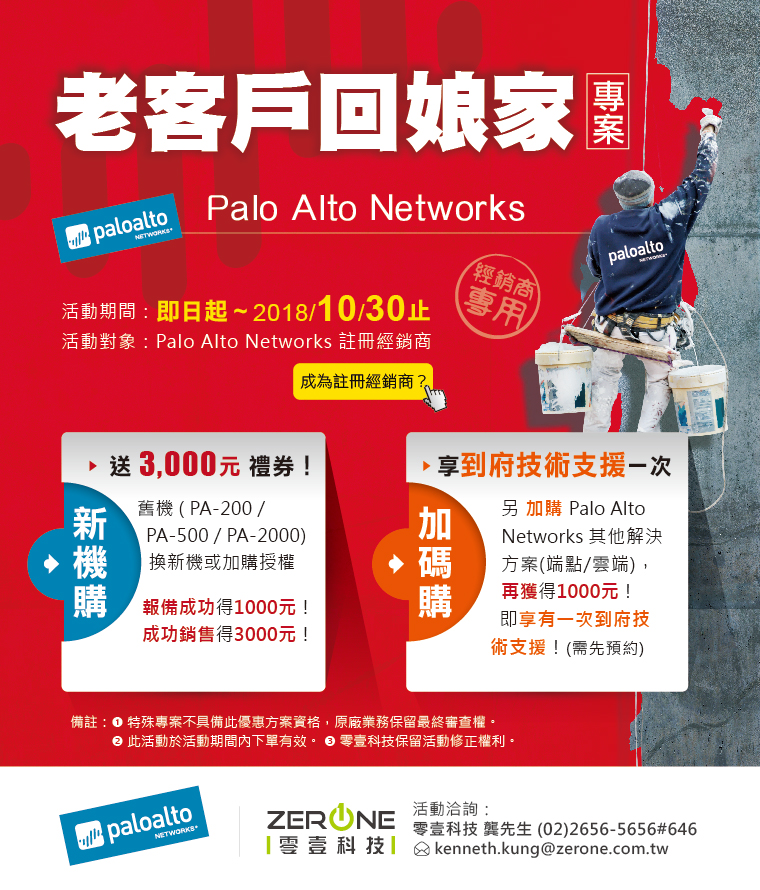 老客戶回娘家
專案
paloalto
NETWORKS
Palo Alto Networks
paloalto
NETWORKS
經銷商
專用
活動期間：即日起~2018/10/30止
活動對象：Palo Alto Networks 註冊經銷商
成為註冊經銷商？
送 3,000元 禮券！
新機購
舊機 ( PA-200 /
PA-500 / PA-2000)
換新機或加購授權
報備成功得1000元！
成功銷售得3000元！
享到府技術支援一次
加碼購
另 加購 Palo Alto
Networks 其他解決
方案(端點/雲端)，
再獲得1000元！
即享有一次到府技
術支援！(需先預約)
備註：❶ 特殊專案不具備此優惠方案資格，原廠業務保留最終審查權。
❷ 此活動於活動期間內下單有效。 ❸ 零壹科技保留活動修正權利。
paloalto
NETWORKS
ZERONE
零壹科技
活動洽詢：
零壹科技 龔先生 (02)2656-5656#646
kenneth.kung@zerone.com.tw